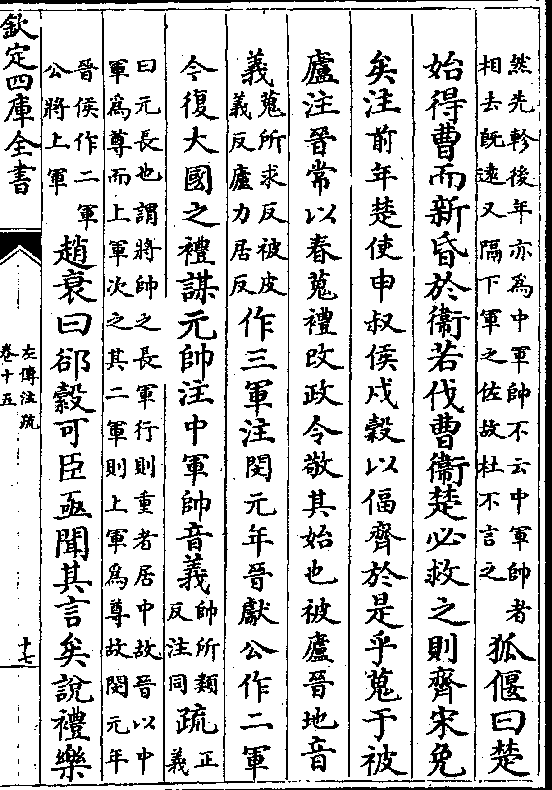 然先軫後年亦為中軍帥不云中軍帥者
相去既遠又隔下軍之佐故杜不言之
狐偃曰楚
始得曹而新昏於衞若伐曹衞楚必救之則齊宋免
矣注前年楚使申叔侯戍穀以偪齊於是乎蒐于被
廬注晉常以春蒐禮改政令敬其始也被廬晉地音
義
蒐所求反被皮
義反廬力居反
作三軍注閔元年晉獻公作二軍
今復大國之禮謀元帥注中軍帥音義
帥所類
反注同
疏
正
義
曰元長也謂將帥之長軍行則重者居中故晉以中
軍為尊而上軍次之其二軍則上軍為尊故閔元年
晉侯作二軍
公將上軍
趙衰曰郤縠可臣亟聞其言矣說禮樂
欽定四庫全書
左傳注疏
卷十五
十七